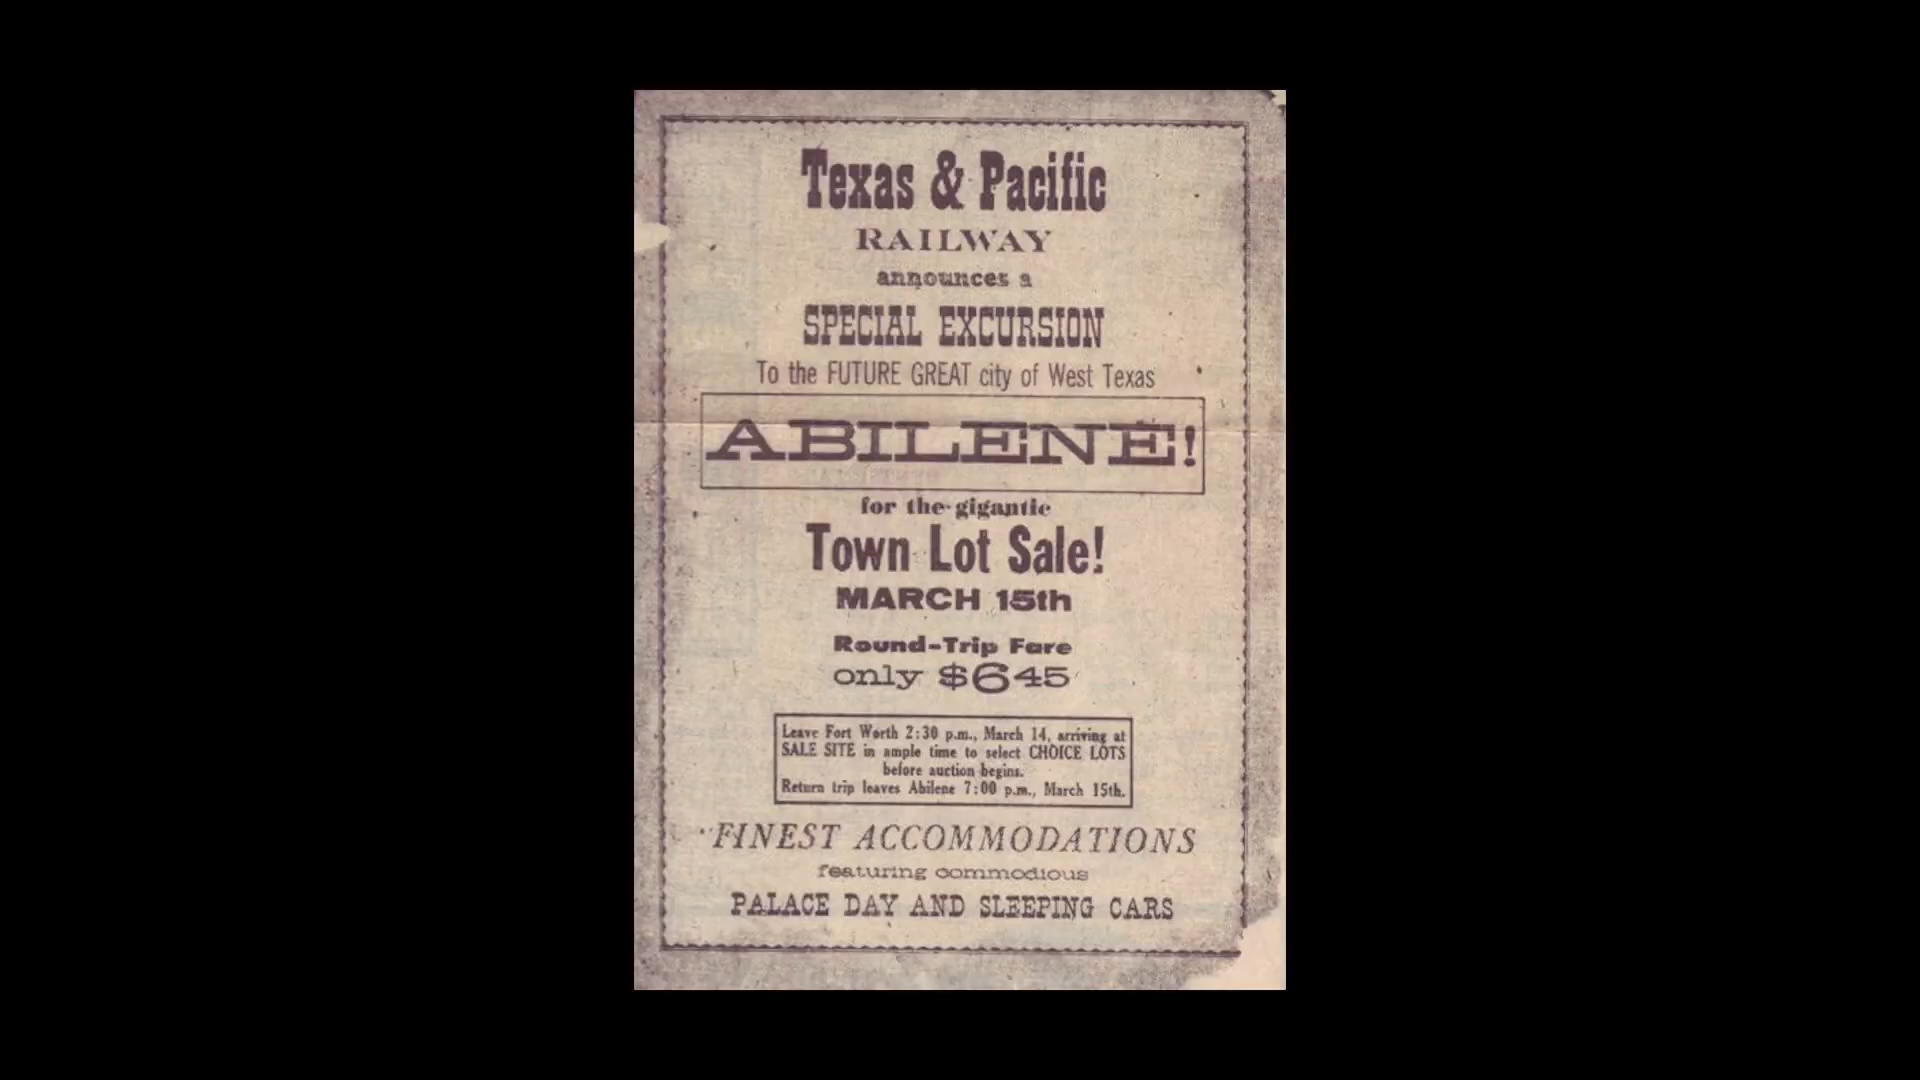 Texas & Pacific
RAILWAY
announces a
SPECIAL EXCURSION
To the FUTURE GREAT city of West Texas
ABILENE!
for the gigantic
Town Lot Sale!
MARCH 15th
Round-Trip Fare
only $645
Leave Fort Worth 2:30 p.m., March 14, arriving at
SALE SITE in ample time to select CHOICE LOTS
before auction begins.
Return trip leaves Abilene 7:00 p.m., March 15th.
FINEST ACCOMMODATIONS
featuring commodious
PALACE DAY AND SLEEPING CARS